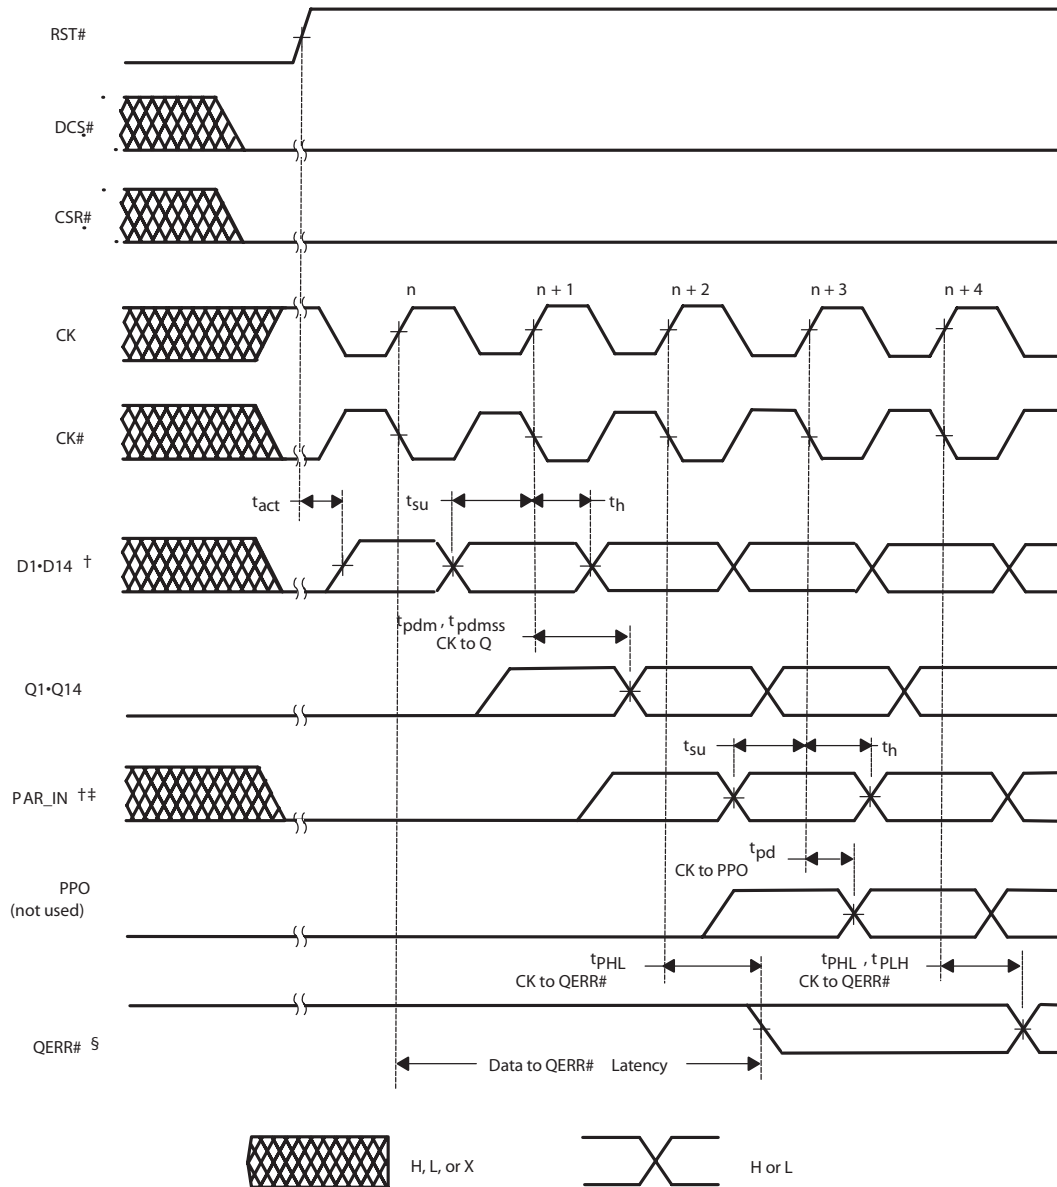 RST#
DCS#
CSR#
n
n + 1
n + 2
n + 3
n + 4
CK
CK#
tact
tsu
th
D1•D14 †
tpdm , tpdmss
CK to Q
Q1•Q14
tsu
th
PAR_IN †‡
tpd
CK to PPO
PPO
(not used)
tPHL
CK to QERR#
tPHL , tPLH
CK to QERR#
QERR# §
Data to QERR# Latency
H, L, or X
H or L